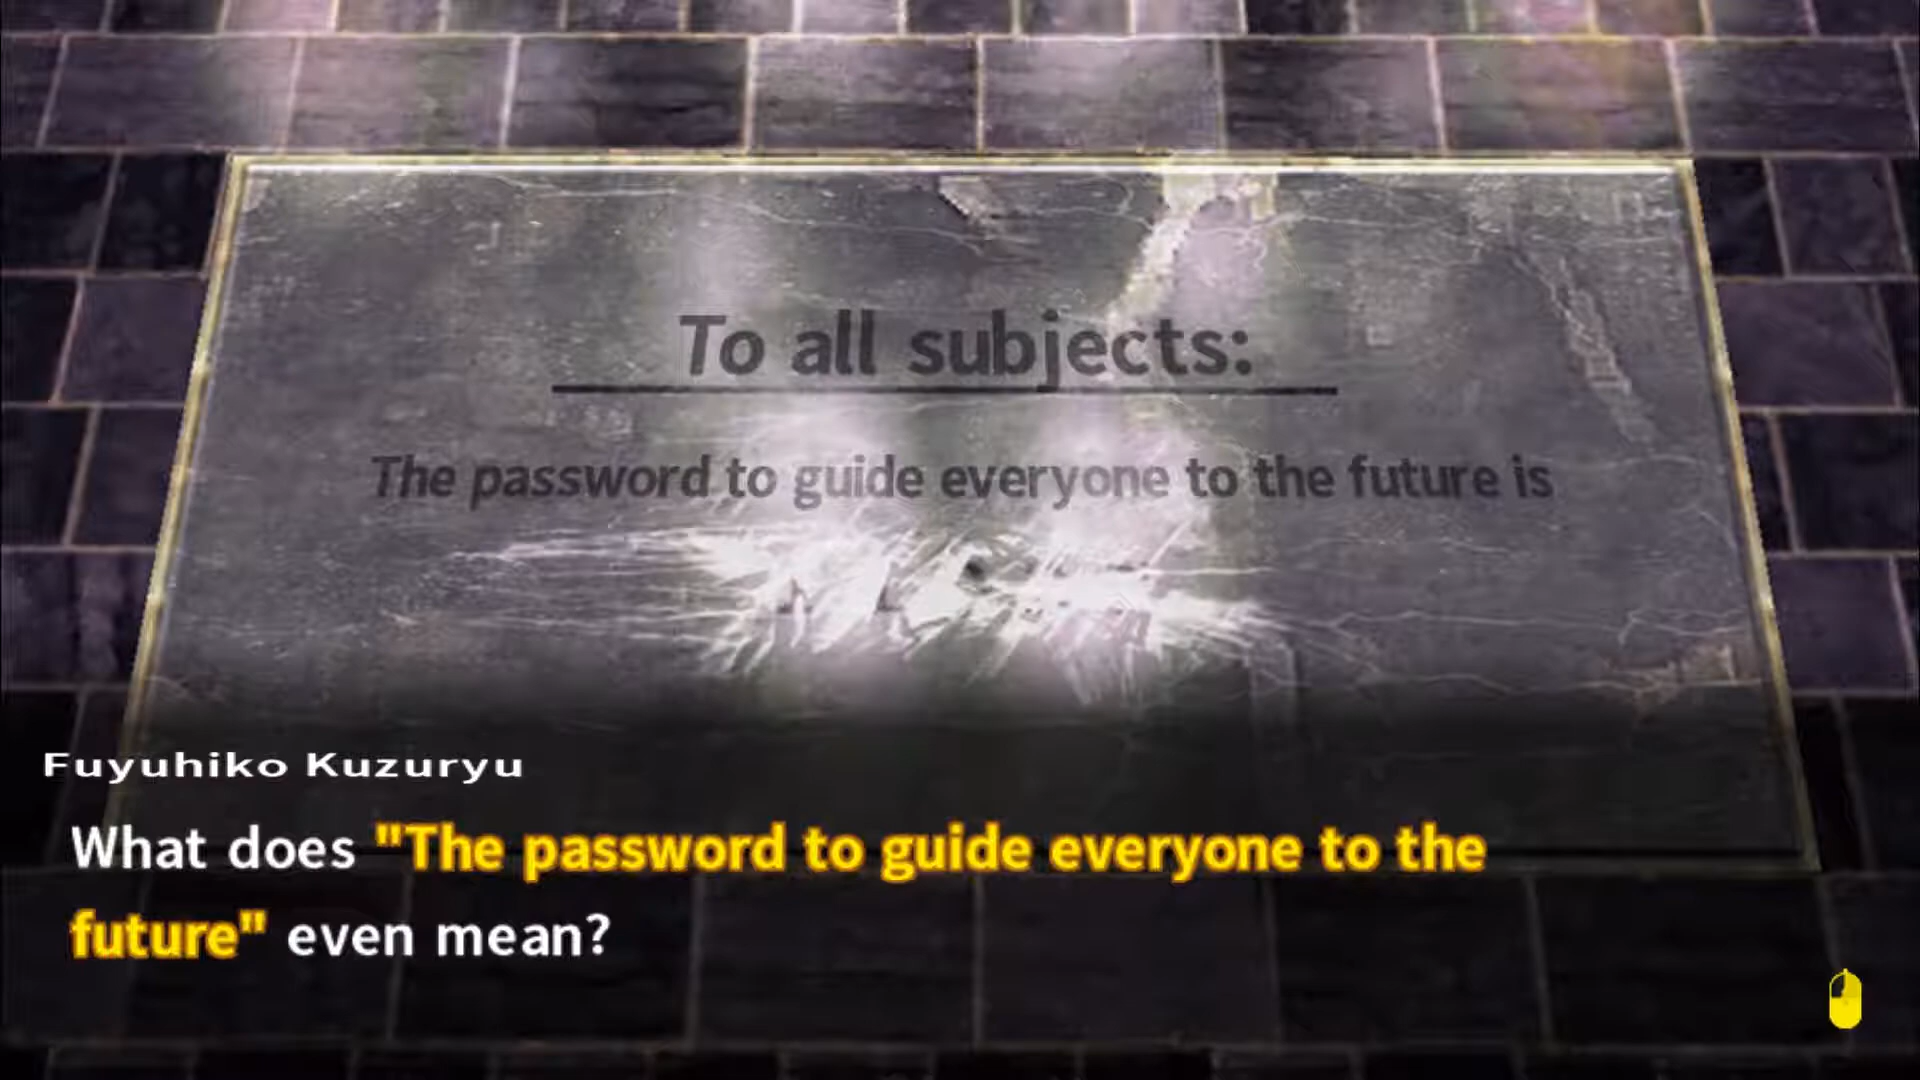 To all subjects:
The password to guide everyone to the future is
Fuyuhiko Kuzuryu
What does "The password to guide everyone to the
future" even mean?